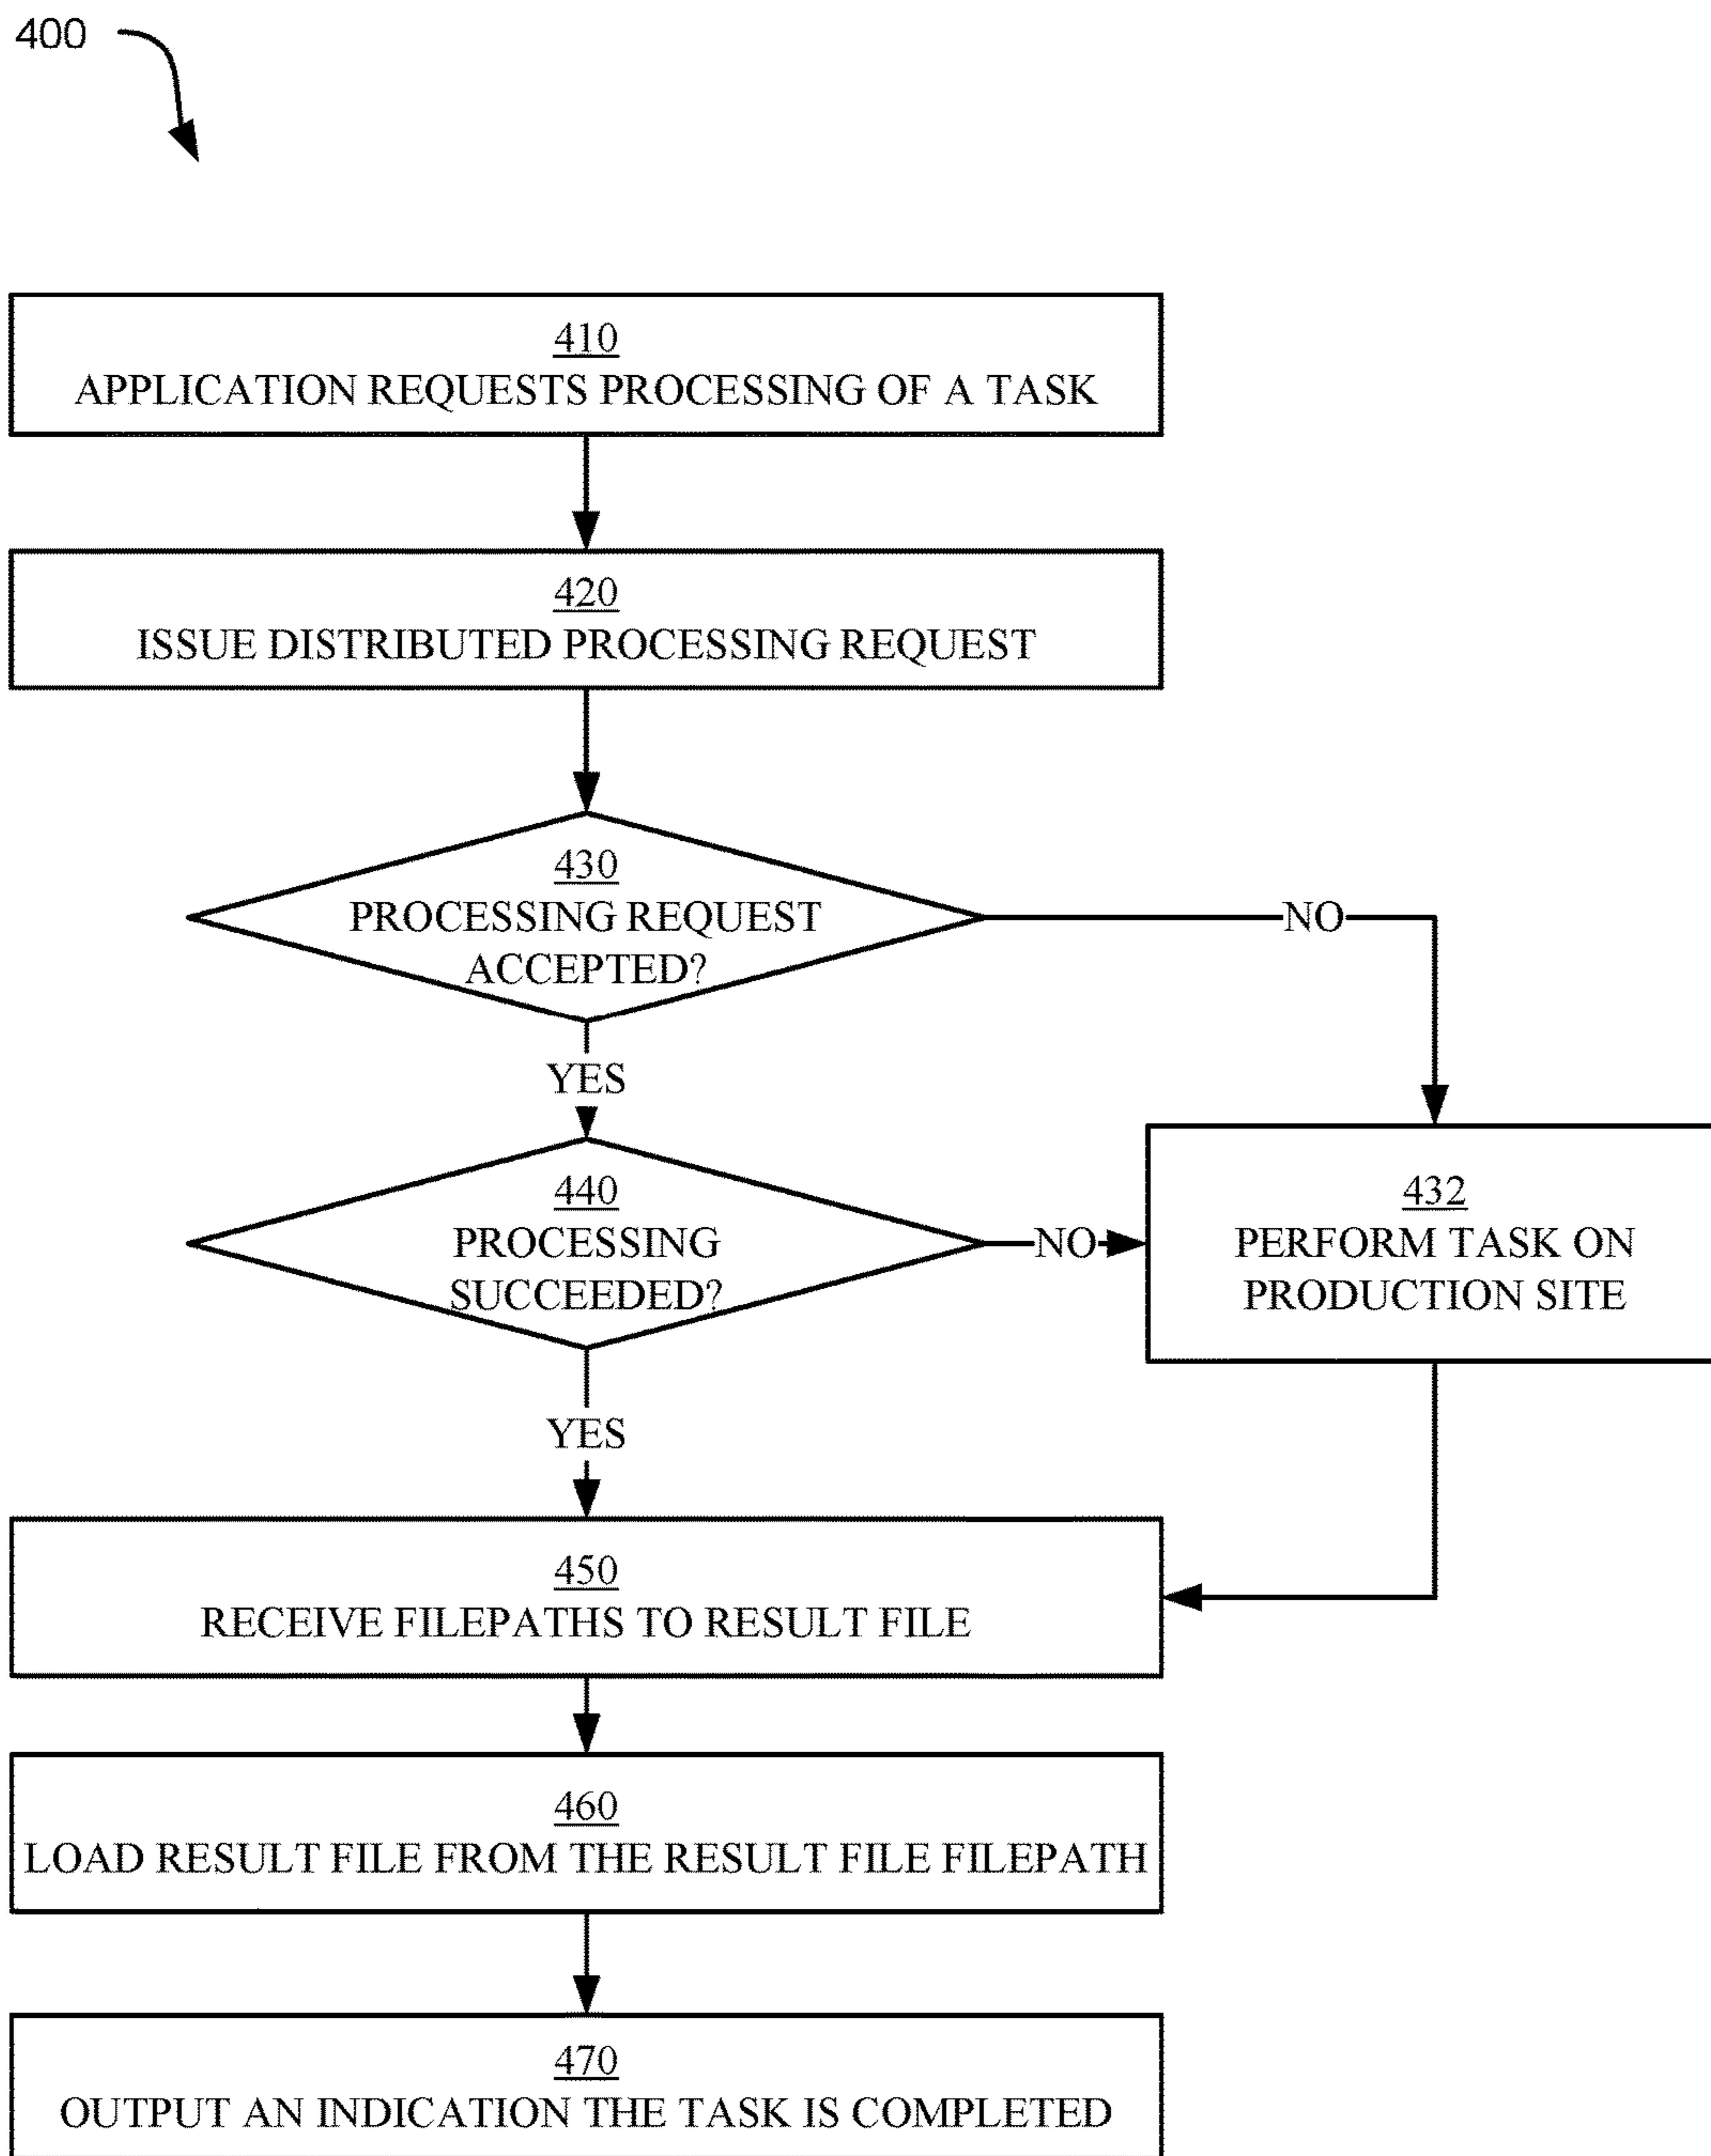 400
410
APPLICATION REQUESTS PROCESSING OF A TASK
420
ISSUE DISTRIBUTED PROCESSING REQUEST
430
PROCESSING REQUEST
ACCEPTED?
NO
YES
440
PROCESSING
SUCCEEDED?
NO
432
PERFORM TASK ON
PRODUCTION SITE
YES
450
RECEIVE FILEPATHS TO RESULT FILE
460
LOAD RESULT FILE FROM THE RESULT FILE FILEPATH
470
OUTPUT AN INDICATION THE TASK IS COMPLETED